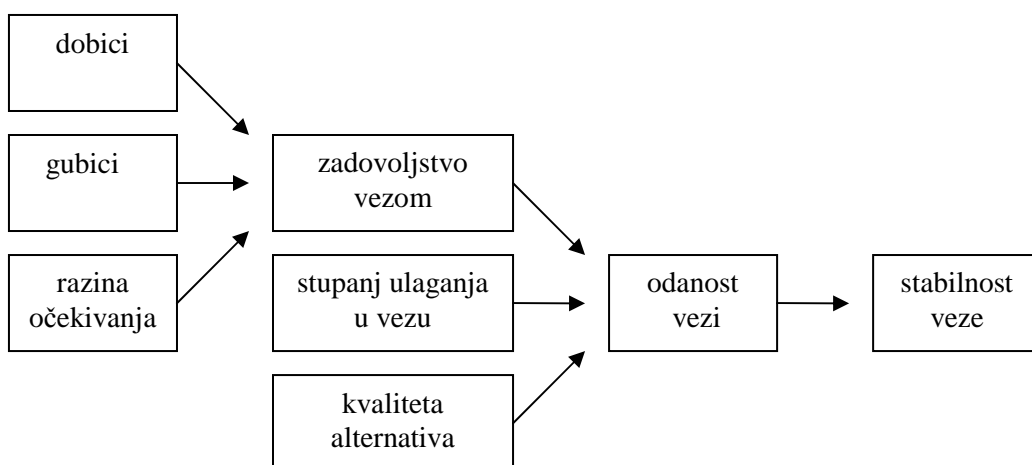 dobici
gubici
razina
očekivanja
zadovoljstvo
vezom
stupanj ulaganja
u vezu
kvaliteta
alternativa
odanost
vezi
stabilnost
veze